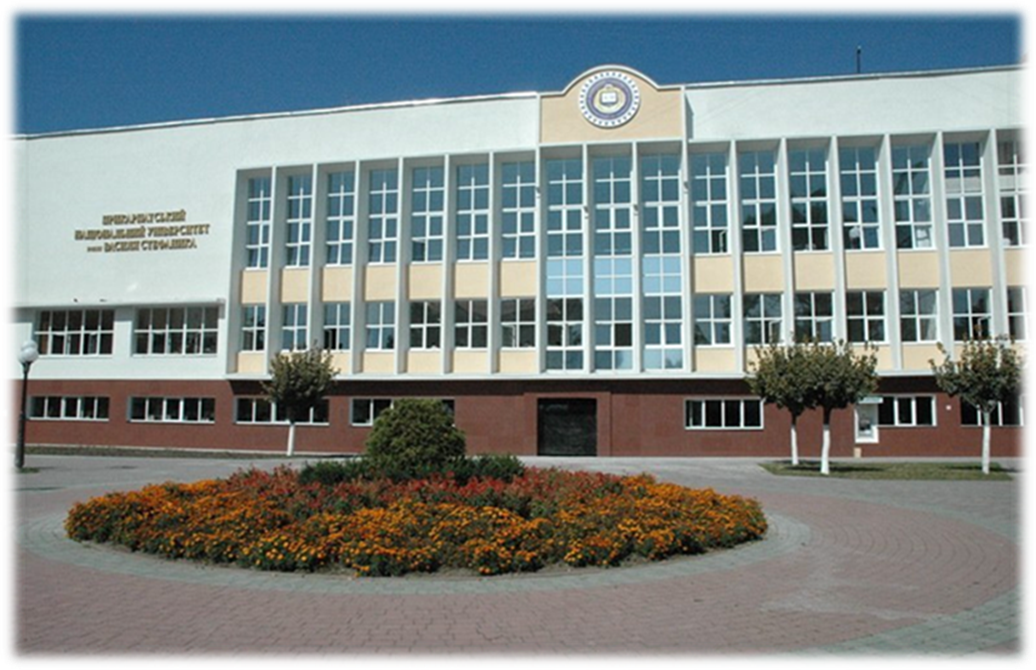 ПРИКАРПАТСЬКИЙ
НАЦІОНАЛЬНИЙ УНІВЕРСИТЕТ
імені ВАСИЛЯ СТЕФАНИКА